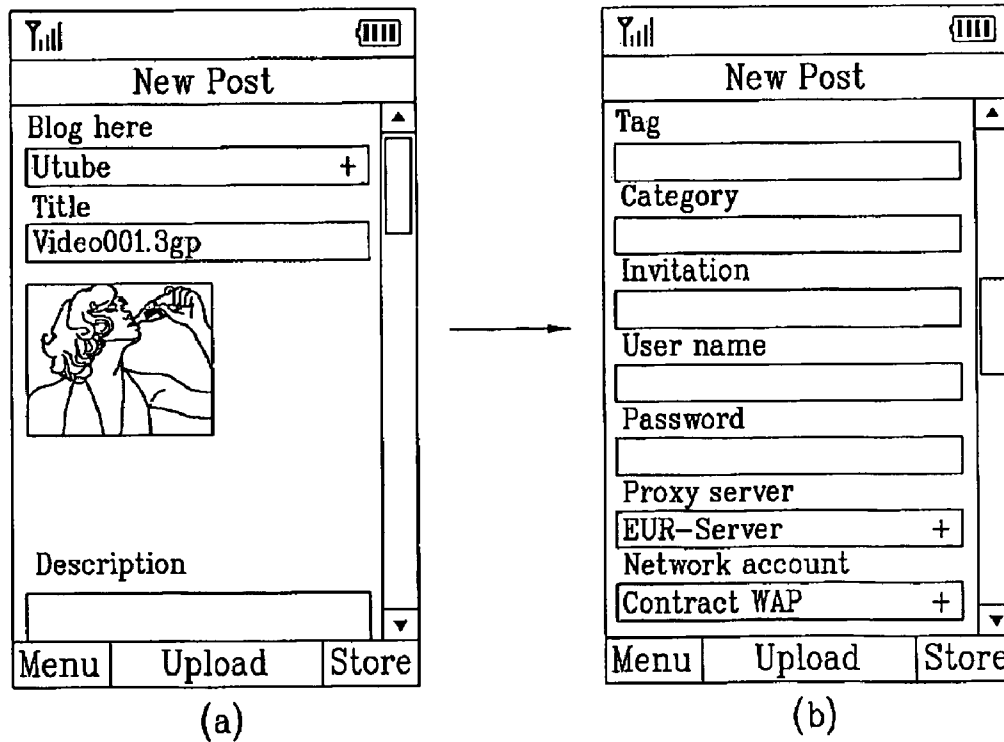 New Post
Blog here
Utube +
Title
Video001.3gp
Description
Menu Upload Store
(a)
New Post
Tag
Category
Invitation
User name
Password
Proxy server
EUR-Server +
Network account
Contract WAP +
Menu Upload Store
(b)